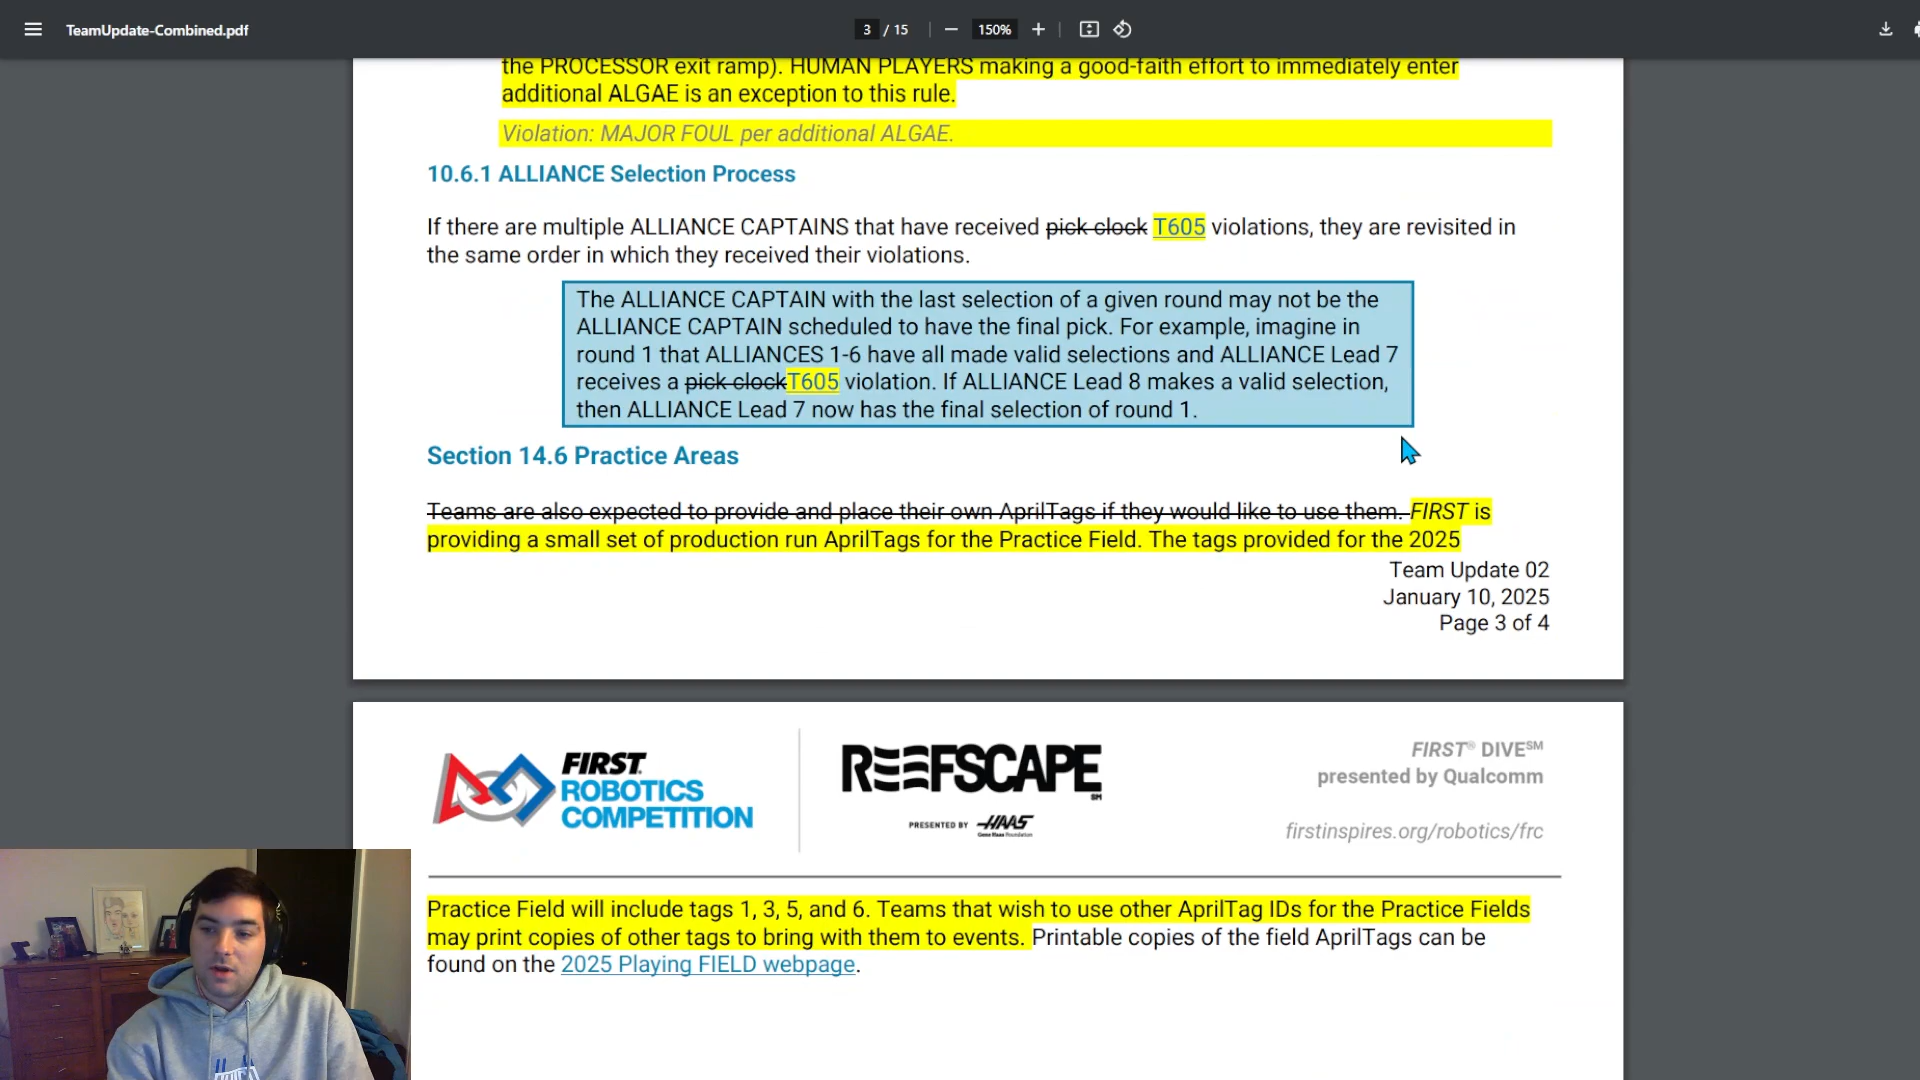 TeamUpdate-Combined.pdf
3 / 15
150%
the PROCESSOR exit ramp). HUMAN PLAYERS making a good-faith effort to immediately enter
additional ALGAE is an exception to this rule.
Violation: MAJOR FOUL per additional ALGAE.
10.6.1 ALLIANCE Selection Process
If there are multiple ALLIANCE CAPTAINS that have received pick clock T605 violations, they are revisited in
the same order in which they received their violations.
The ALLIANCE CAPTAIN with the last selection of a given round may not be the
ALLIANCE CAPTAIN scheduled to have the final pick. For example, imagine in
round 1 that ALLIANCES 1-6 have all made valid selections and ALLIANCE Lead 7
receives a pick clockT605 violation. If ALLIANCE Lead 8 makes a valid selection,
then ALLIANCE Lead 7 now has the final selection of round 1.
Section 14.6 Practice Areas
Teams are also expected to provide and place their own AprilTags if they would like to use them. FIRST is
providing a small set of production run AprilTags for the Practice Field. The tags provided for the 2025
Team Update 02
January 10, 2025
Page 3 of 4
FIRST
ROBOTICS
COMPETITION
REEFSCAPE
SM
PRESENTED BY HAAS
Gene Haas Foundation
FIRST® DIVE℠
presented by Qualcomm
firstinspires.org/robotics/frc
Practice Field will include tags 1, 3, 5, and 6. Teams that wish to use other AprilTag IDs for the Practice Fields
may print copies of other tags to bring with them to events. Printable copies of the field AprilTags can be
found on the 2025 Playing FIELD webpage.